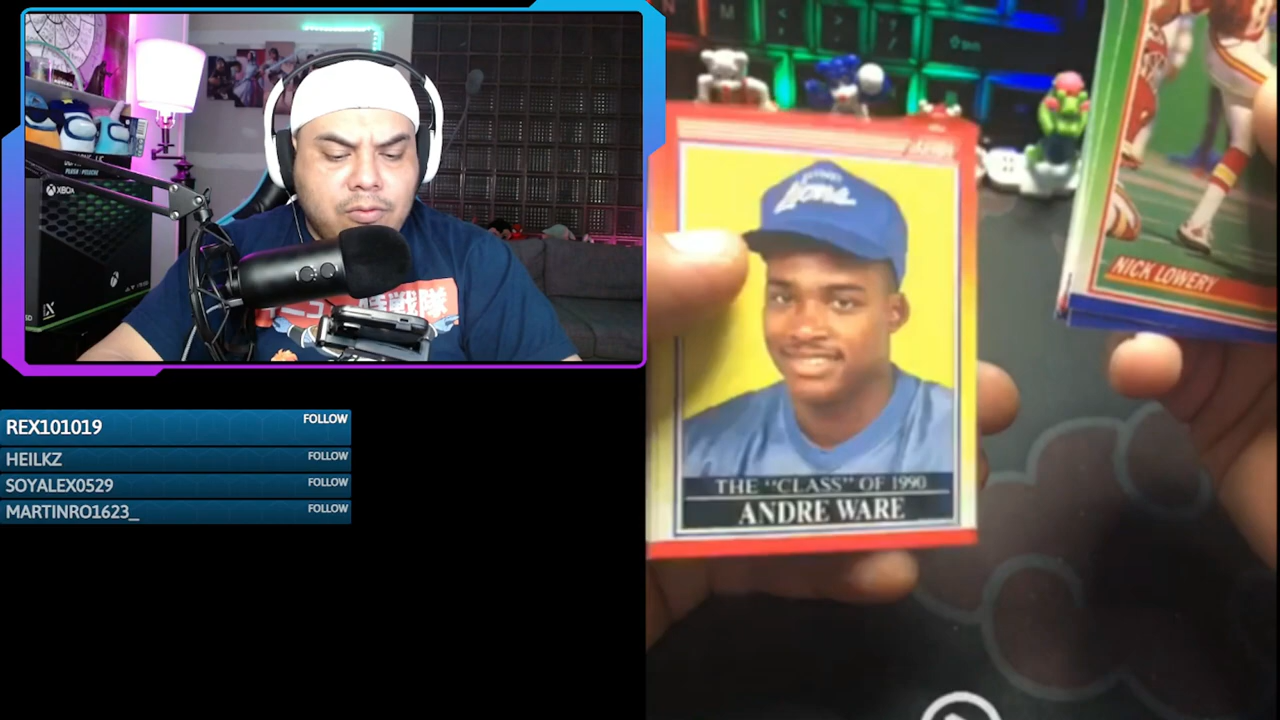 XBOX
X
REX101019 FOLLOW
HEILKZ FOLLOW
SOYALEX0529 FOLLOW
MARTINRO1623_ FOLLOW
M
Lions
THE "CLASS" OF 1990
ANDRE WARE
NICK LOWERY